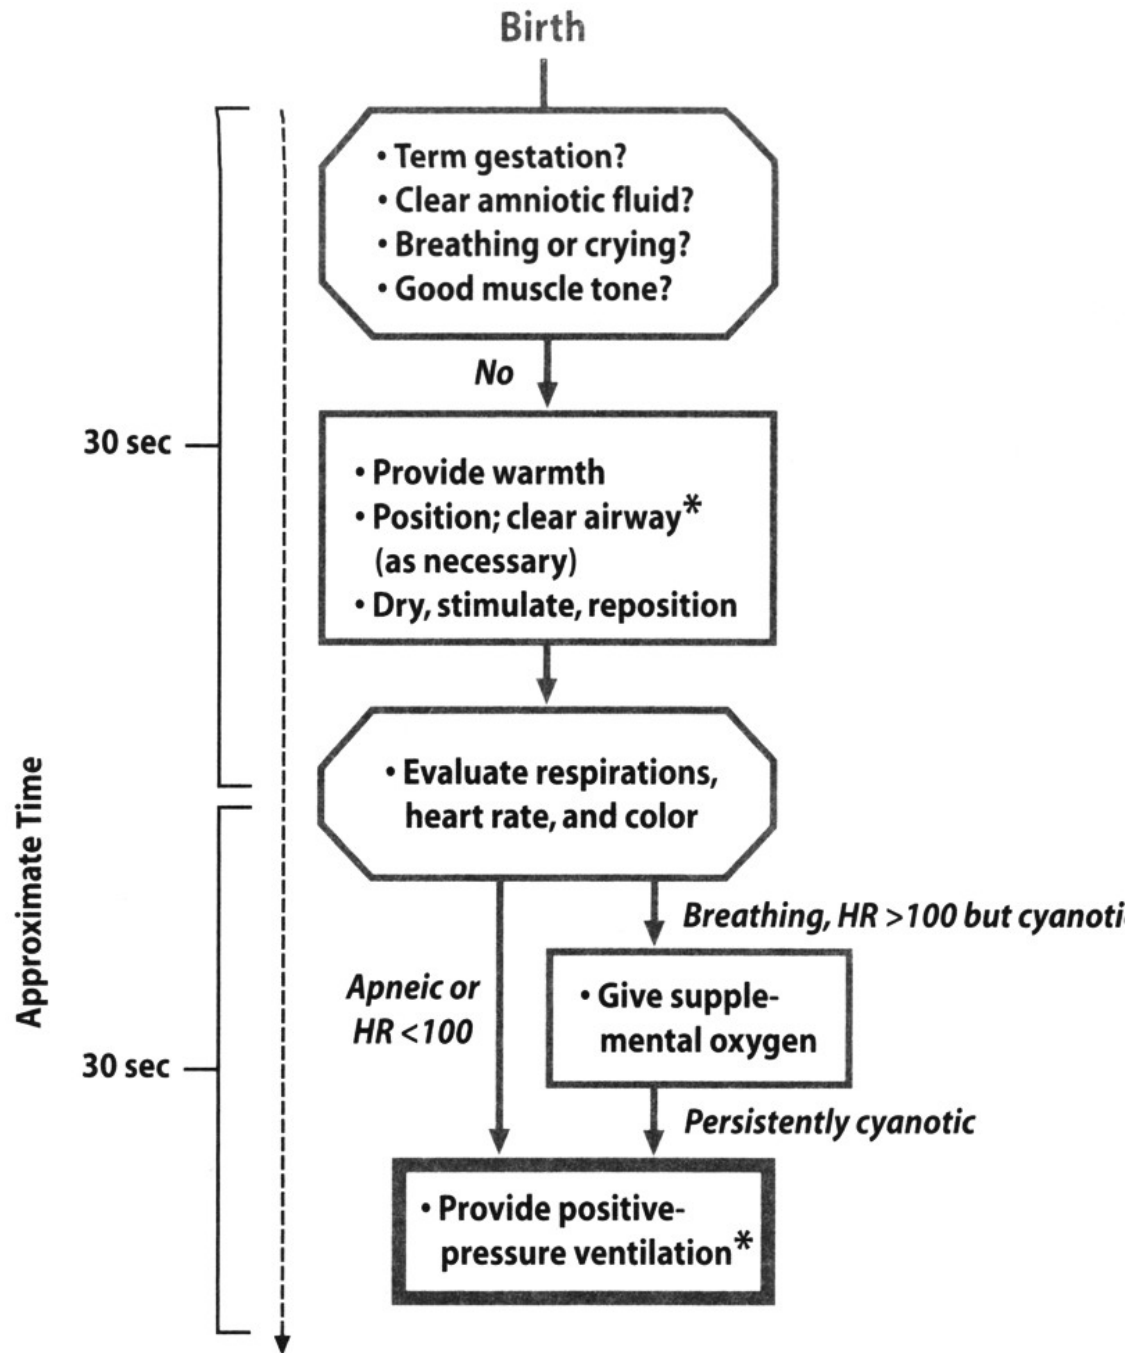 Birth
• Term gestation?
• Clear amniotic fluid?
• Breathing or crying?
• Good muscle tone?
No
30 sec
• Provide warmth
• Position; clear airway*
(as necessary)
• Dry, stimulate, reposition
Approximate Time
• Evaluate respirations,
heart rate, and color
Breathing, HR >100 but cyanoti
Apneic or
HR <100
• Give supple-
mental oxygen
30 sec
Persistently cyanotic
• Provide positive-
pressure ventilation*